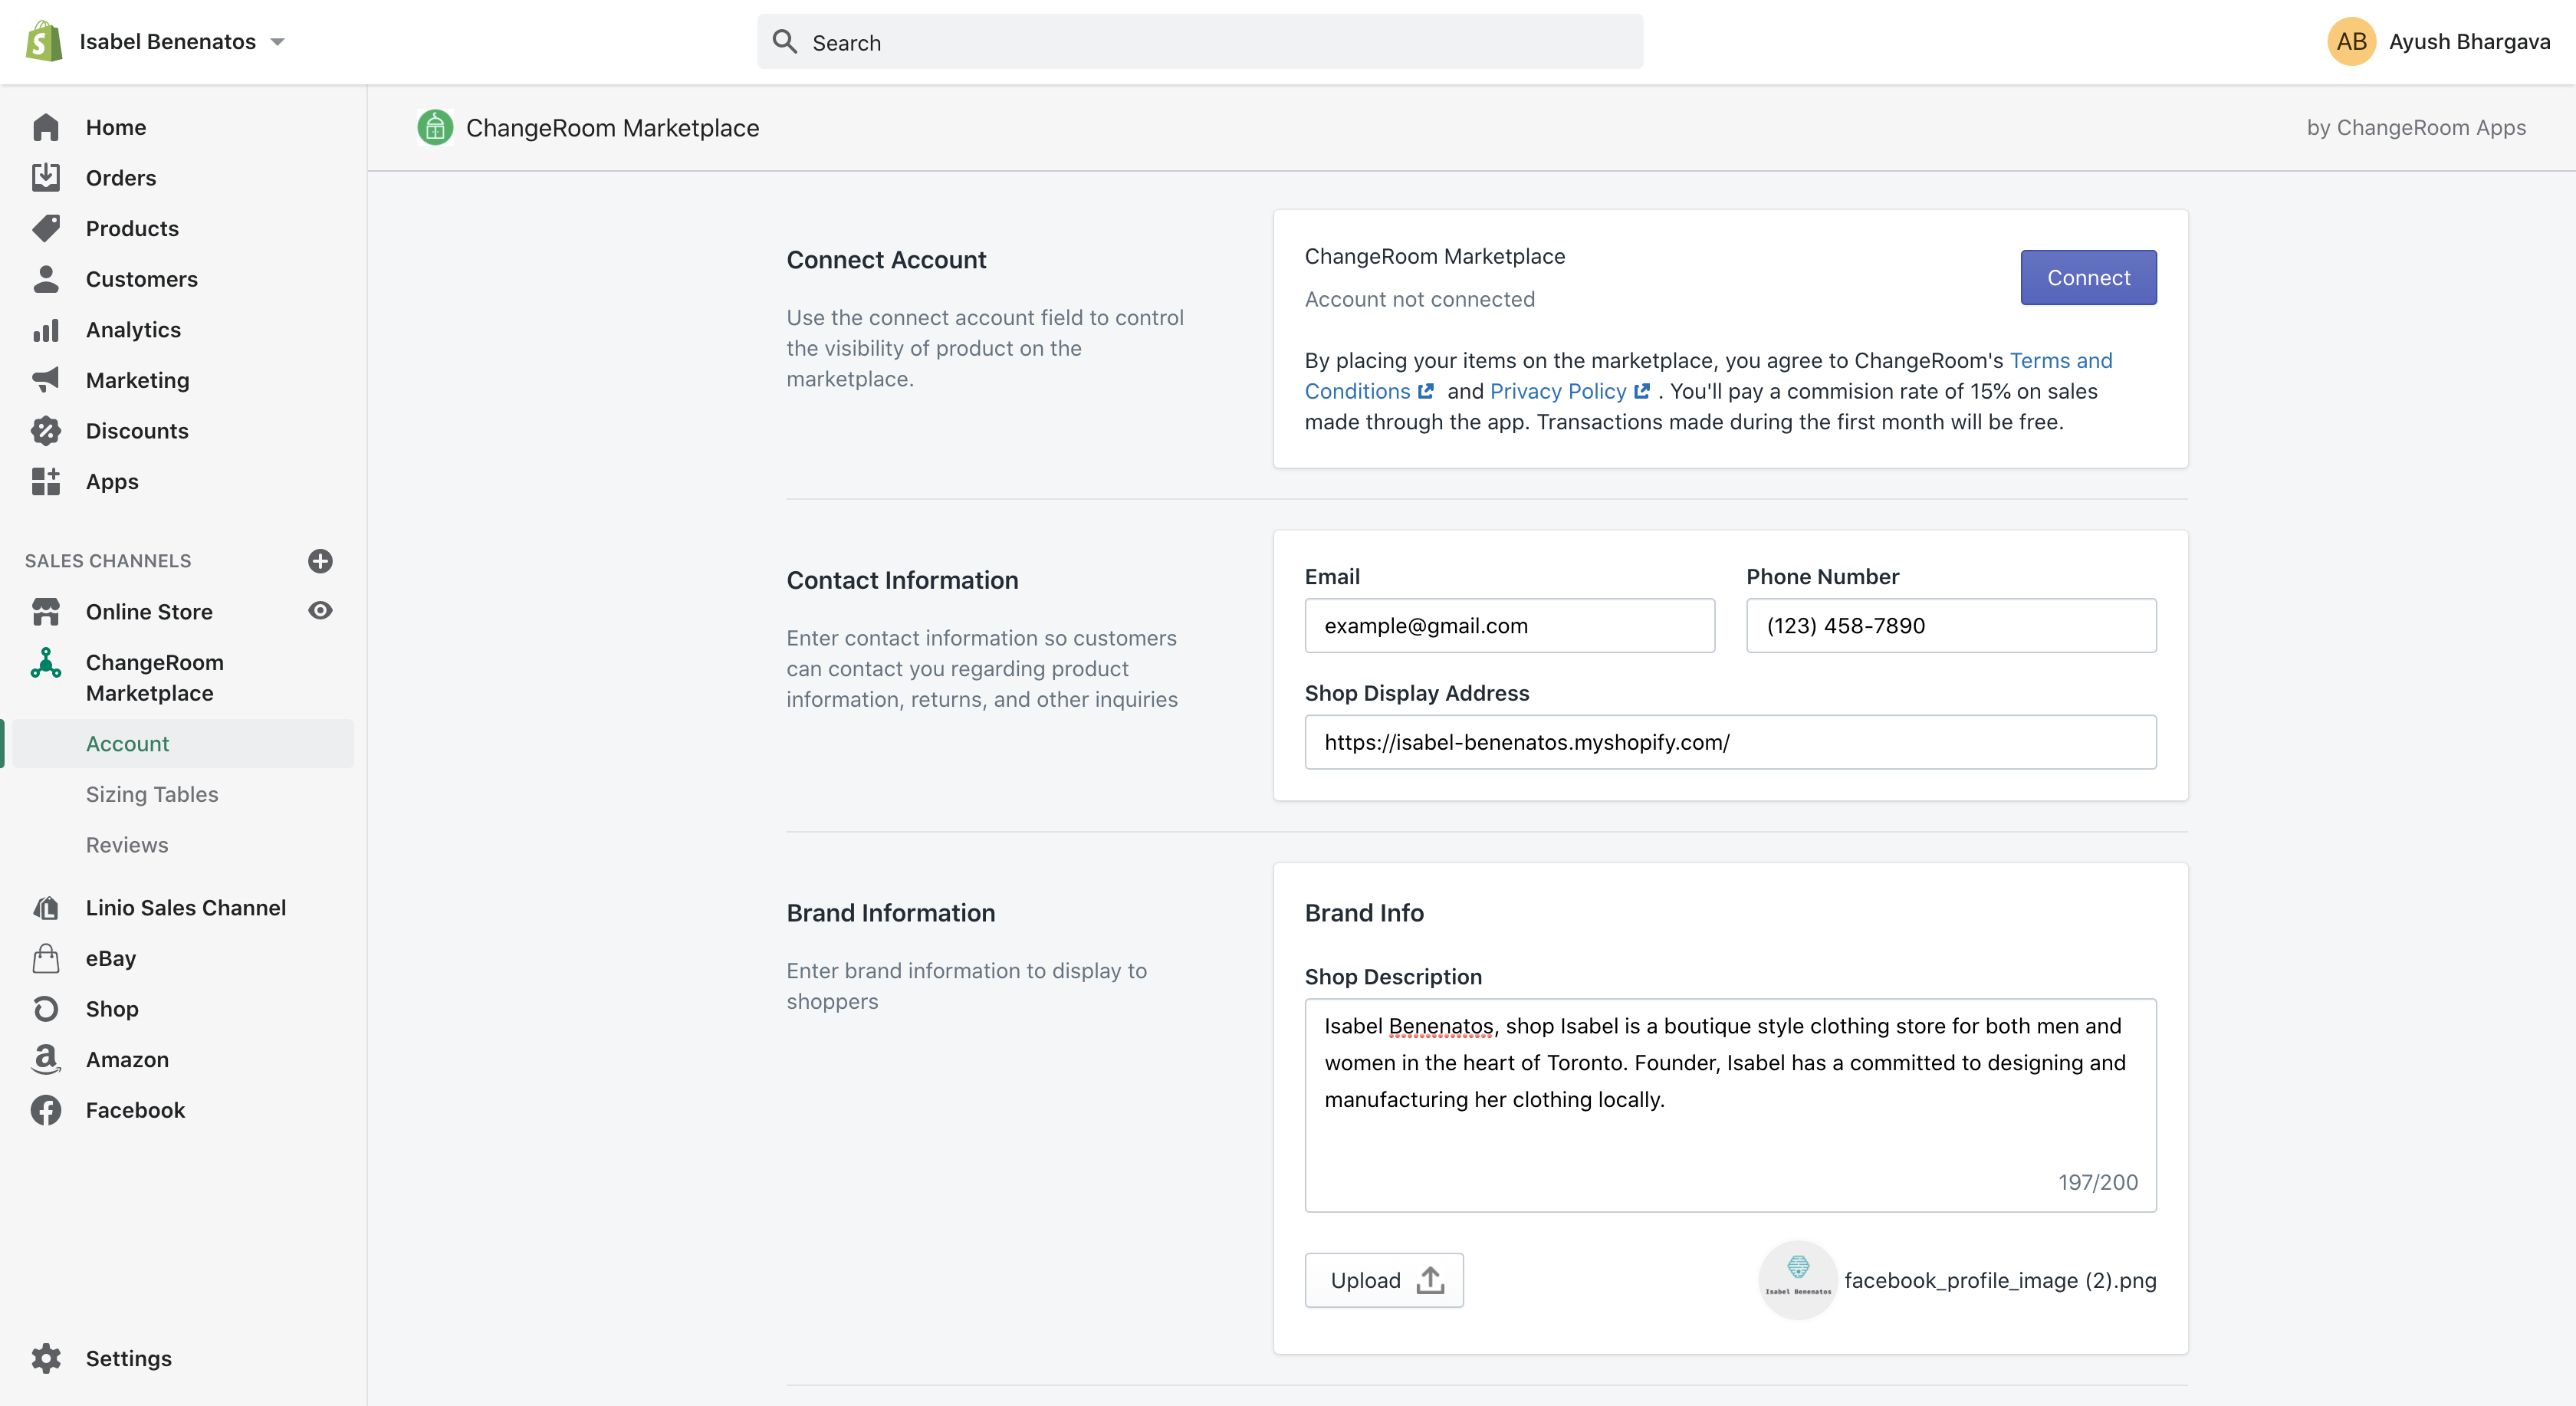 Isabel Benenatos
Search
AB Ayush Bhargava
Home
Orders
Products
Customers
Analytics
Marketing
Discounts
Apps
SALES CHANNELS
Online Store
ChangeRoom
Marketplace
Account
Sizing Tables
Reviews
Linio Sales Channel
eBay
Shop
Amazon
Facebook
Settings
ChangeRoom Marketplace
by ChangeRoom Apps
Connect Account
Use the connect account field to control
the visibility of product on the
marketplace.
ChangeRoom Marketplace
Account not connected
Connect
By placing your items on the marketplace, you agree to ChangeRoom's Terms and
Conditions and Privacy Policy . You'll pay a commision rate of 15% on sales
made through the app. Transactions made during the first month will be free.
Contact Information
Enter contact information so customers
can contact you regarding product
information, returns, and other inquiries
Email
example@gmail.com
Phone Number
(123) 458-7890
Shop Display Address
https://isabel-benenatos.myshopify.com/
Brand Information
Enter brand information to display to
shoppers
Brand Info
Shop Description
Isabel Benenatos, shop Isabel is a boutique style clothing store for both men and
women in the heart of Toronto. Founder, Isabel has a committed to designing and
manufacturing her clothing locally.
197/200
Upload
Isabel Benenatos
facebook_profile_image (2).png